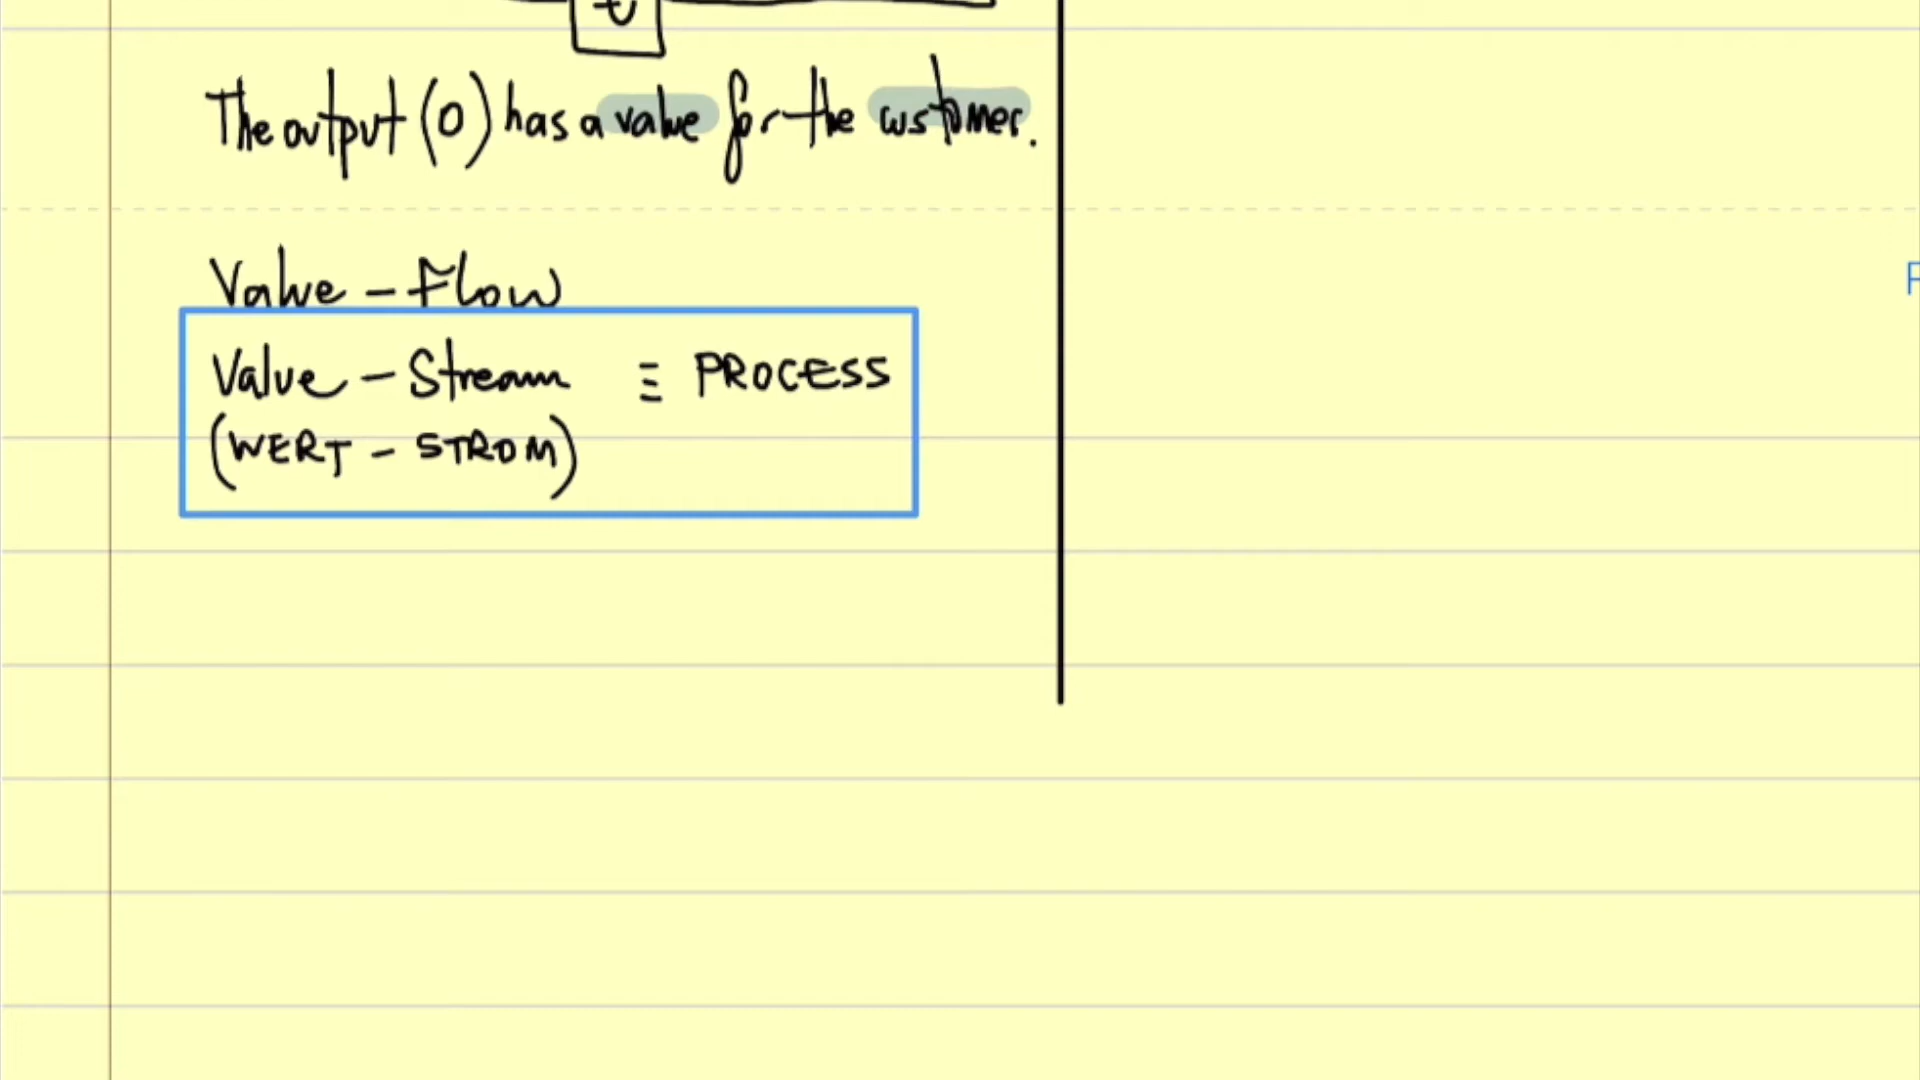 t
The output (O) has a value for the customer.
Value - Flow
Value - Stream ≡ PROCESS
(WERT - STROM)